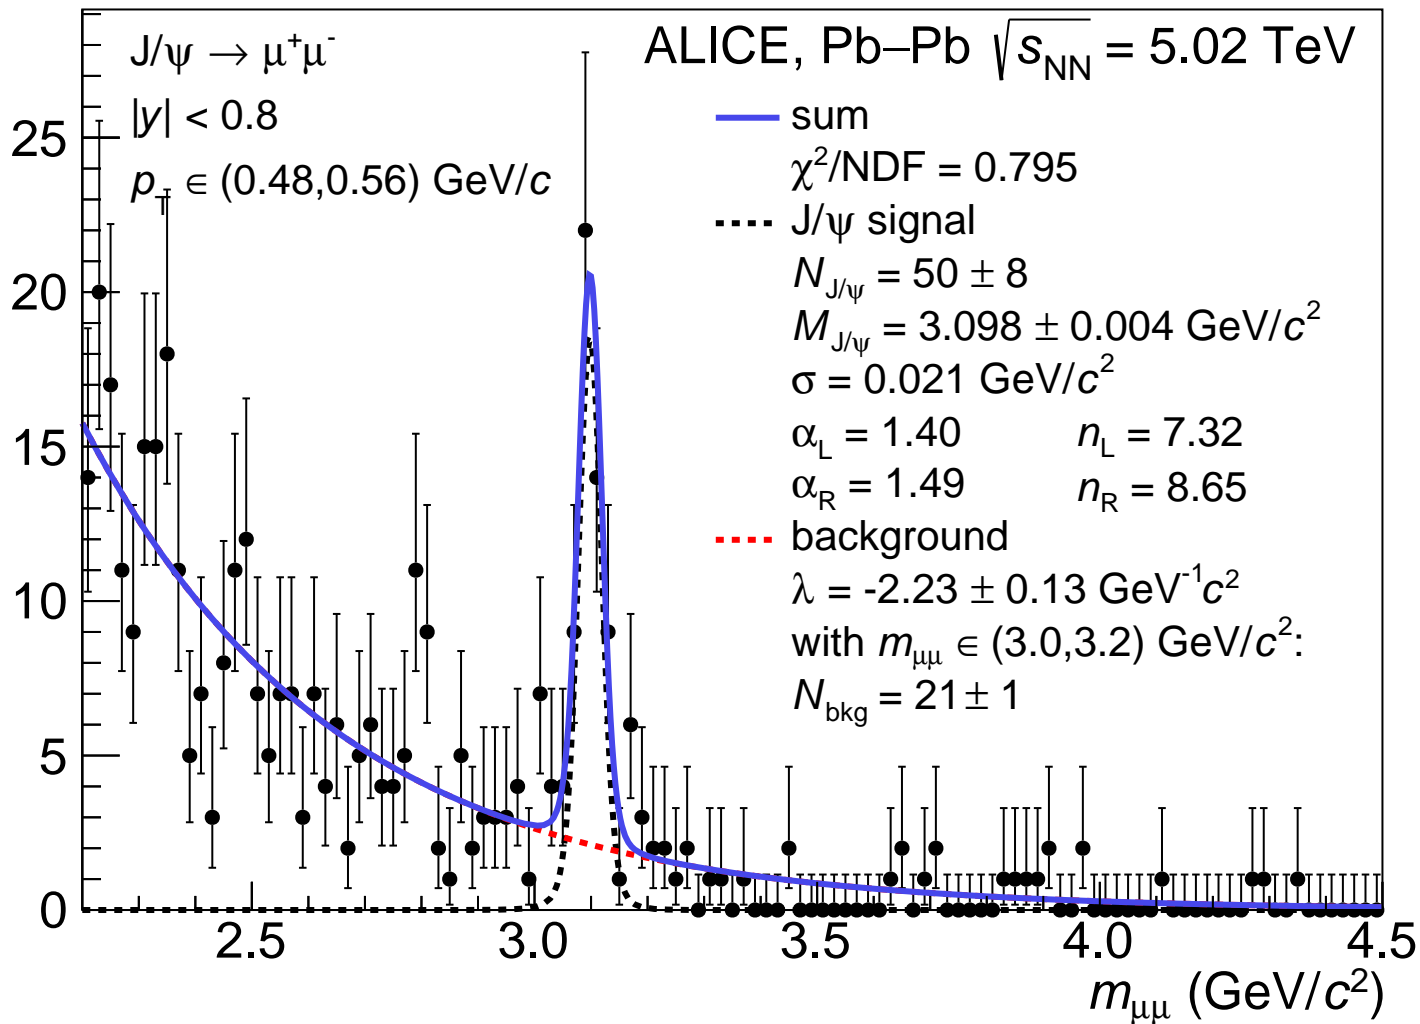 J/ψ → μ⁺μ⁻
|y| < 0.8
p_T ∈ (0.48,0.56) GeV/c
ALICE, Pb–Pb √s_NN = 5.02 TeV
sum
χ²/NDF = 0.795
J/ψ signal
N_J/ψ = 50 ± 8
M_J/ψ = 3.098 ± 0.004 GeV/c²
σ = 0.021 GeV/c²
α_L = 1.40 n_L = 7.32
α_R = 1.49 n_R = 8.65
background
λ = -2.23 ± 0.13 GeV⁻¹c²
with m_μμ ∈ (3.0,3.2) GeV/c²:
N_bkg = 21 ± 1
25
20
15
10
5
0
2.5 3.0 3.5 4.0 4.5
m_μμ (GeV/c²)